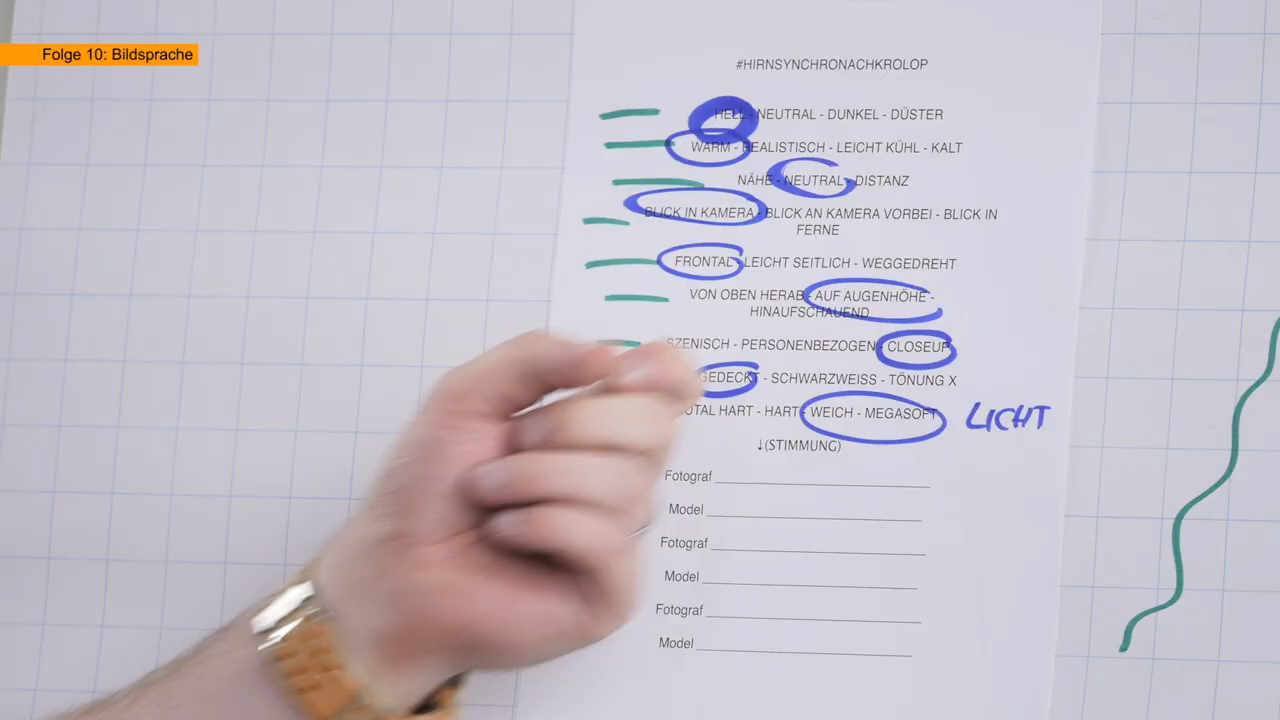 Folge 10: Bildsprache
#HIRNSYNCHRONACHKROLOP
HELL - NEUTRAL - DUNKEL - DÜSTER
WARM - REALISTISCH - LEICHT KÜHL - KALT
NÄHE - NEUTRAL - DISTANZ
BLICK IN KAMERA - BLICK AN KAMERA VORBEI - BLICK IN
FERNE
FRONTAL - LEICHT SEITLICH - WEGGEDREHT
VON OBEN HERAB - AUF AUGENHÖHE -
HINAUFSCHAUEND
SZENISCH - PERSONENBEZOGEN - CLOSEUP
GEDECKT - SCHWARZWEISS - TÖNUNG X
HART - HART - WEICH - MEGASOFT LICHT
↓(STIMMUNG)
Fotograf
Model
Fotograf
Model
Fotograf
Model